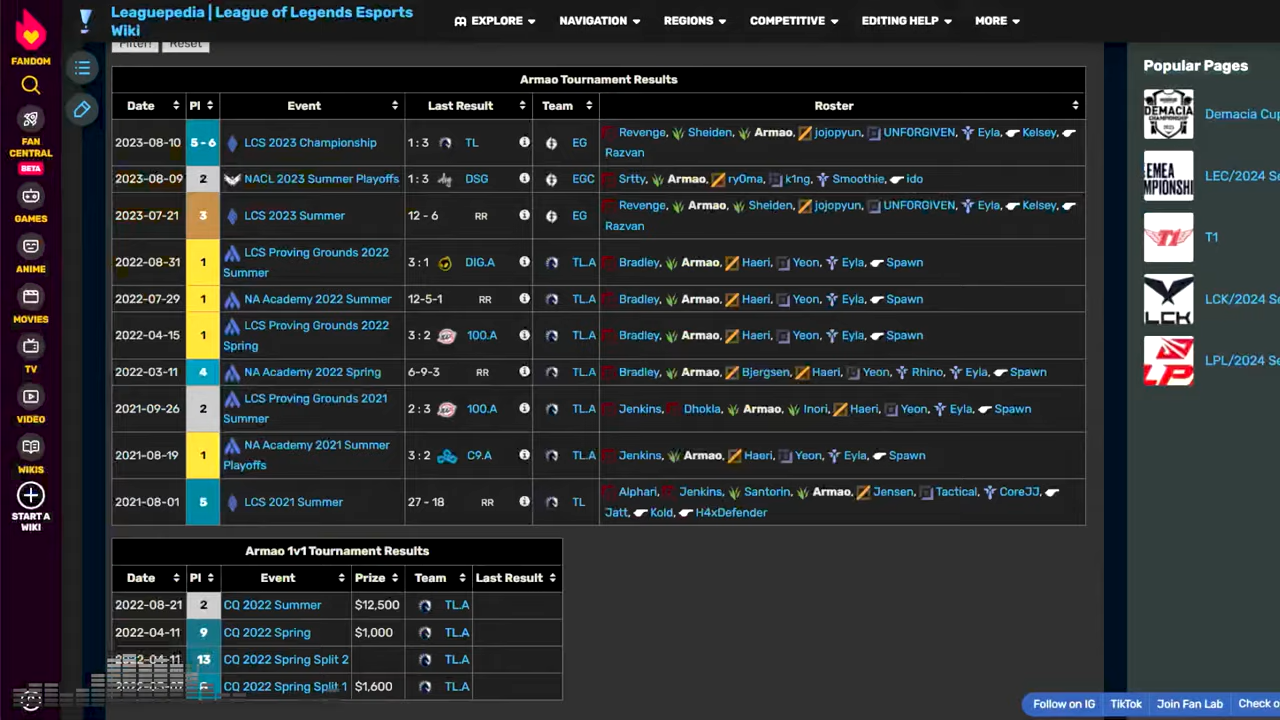 Leaguepedia | League of Legends Esports
Wiki
EXPLORE NAVIGATION REGIONS COMPETITIVE EDITING HELP MORE
FANDOM
FAN
CENTRAL
BETA
GAMES
ANIME
MOVIES
TV
VIDEO
WIKIS
START A
WIKI
Filter! Reset
Armao Tournament Results
Date Pl Event Last Result Team Roster
2023-08-10 5 - 6 LCS 2023 Championship 1 : 3 TL EG Revenge, Sheiden, Armao, jojopyun, UNFORGIVEN, Eyla, Kelsey,
Razvan
2023-08-09 2 NACL 2023 Summer Playoffs 1 : 3 DSG EGC Srtty, Armao, ry0ma, k1ng, Smoothie, ido
2023-07-21 3 LCS 2023 Summer 12 - 6 RR EG Revenge, Armao, Sheiden, jojopyun, UNFORGIVEN, Eyla, Kelsey,
Razvan
2022-08-31 1 LCS Proving Grounds 2022
Summer 3 : 1 DIG.A TL.A Bradley, Armao, Haeri, Yeon, Eyla, Spawn
2022-07-29 1 NA Academy 2022 Summer 12-5-1 RR TL.A Bradley, Armao, Haeri, Yeon, Eyla, Spawn
2022-04-15 1 LCS Proving Grounds 2022
Spring 3 : 2 100.A TL.A Bradley, Armao, Haeri, Yeon, Eyla, Spawn
2022-03-11 4 NA Academy 2022 Spring 6-9-3 RR TL.A Bradley, Armao, Bjergsen, Haeri, Yeon, Rhino, Eyla, Spawn
2021-09-26 2 LCS Proving Grounds 2021
Summer 2 : 3 100.A TL.A Jenkins, Dhokla, Armao, Inori, Haeri, Yeon, Eyla, Spawn
2021-08-19 1 NA Academy 2021 Summer
Playoffs 3 : 2 C9.A TL.A Jenkins, Armao, Haeri, Yeon, Eyla, Spawn
2021-08-01 5 LCS 2021 Summer 27 - 18 RR TL Alphari, Jenkins, Santorin, Armao, Jensen, Tactical, CoreJJ,
Jatt, Kold, H4xDefender
Armao 1v1 Tournament Results
Date Pl Event Prize Team Last Result
2022-08-21 2 CQ 2022 Summer $12,500 TL.A
2022-04-11 9 CQ 2022 Spring $1,000 TL.A
2022-04-11 13 CQ 2022 Spring Split 2 TL.A
CQ 2022 Spring Split 1 $1,600 TL.A
Popular Pages
DEMACIA
CHAMPIONSHIP
Demacia Cup
EMEA
MPIONSHI
LEC/2024 Se
T1
T1
LCK
LCK/2024 Se
LP
LPL/2024 Se
Follow on IG TikTok Join Fan Lab Check o